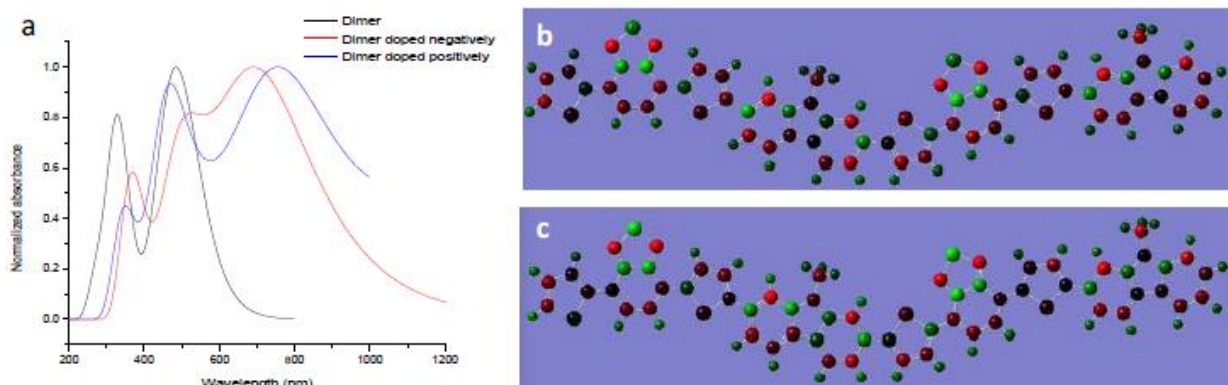 a
Dimer
Dimer doped negatively
Dimer doped positively
Normalized absorbance
1.0
0.8
0.6
0.4
0.2
0.0
200 400 600 800 1000 1200
Wavelength (nm)
b
c